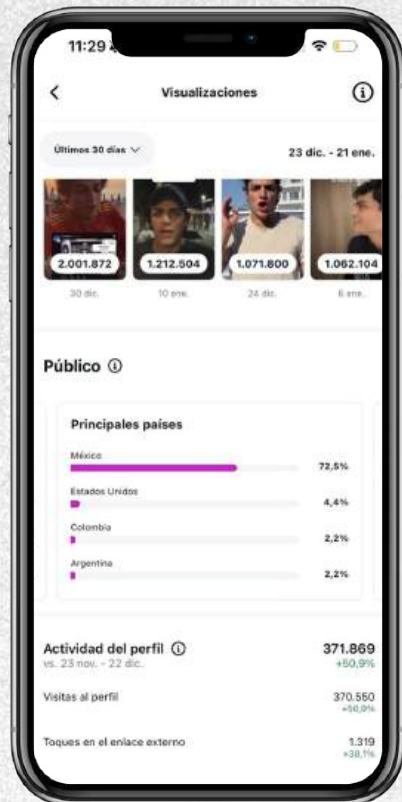 11:29
Visualizaciones
Últimos 30 días
23 dic. - 21 ene.
2.001.872
1.212.504
1.071.800
1.062.104
30 dic.
10 ene.
24 dic.
6 ene.
Público
Principales países
México
72,5%
Estados Unidos
4,4%
Colombia
2,2%
Argentina
2,2%
Actividad del perfil
371.869
vs. 23 nov. - 22 dic.
+50,9%
Visitas al perfil
370.550
+50,9%
Toques en el enlace externo
1.319
+38,1%